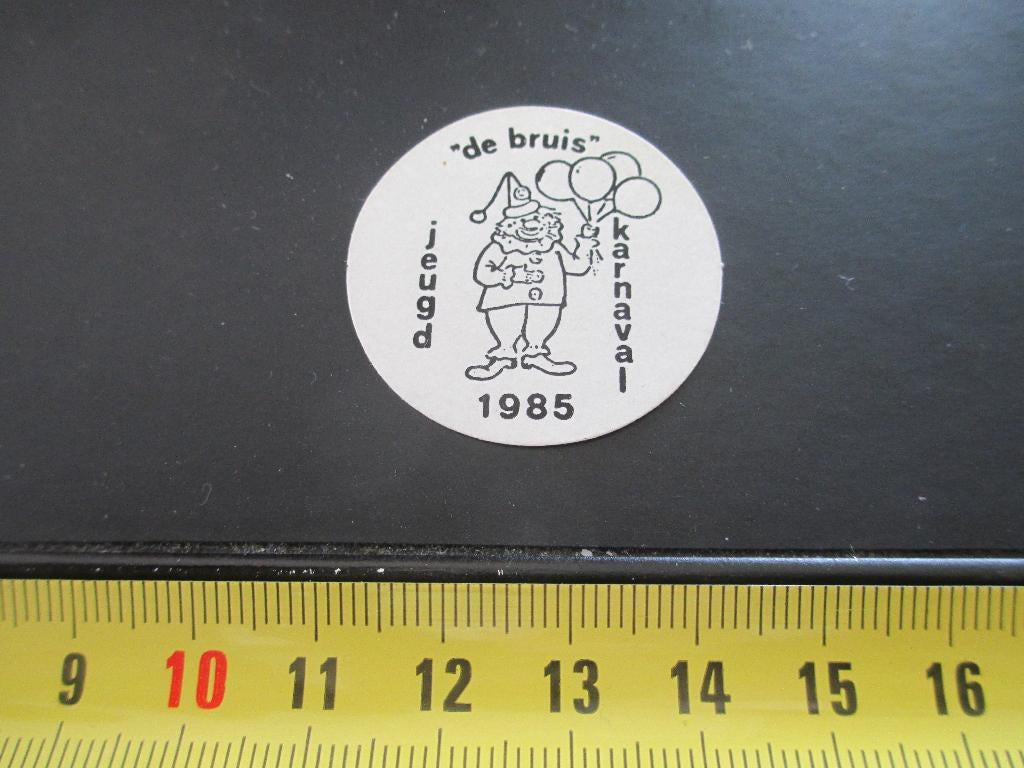 "de bruis"
jeugd
karnaval
1985
9 10 11 12 13 14 15 16